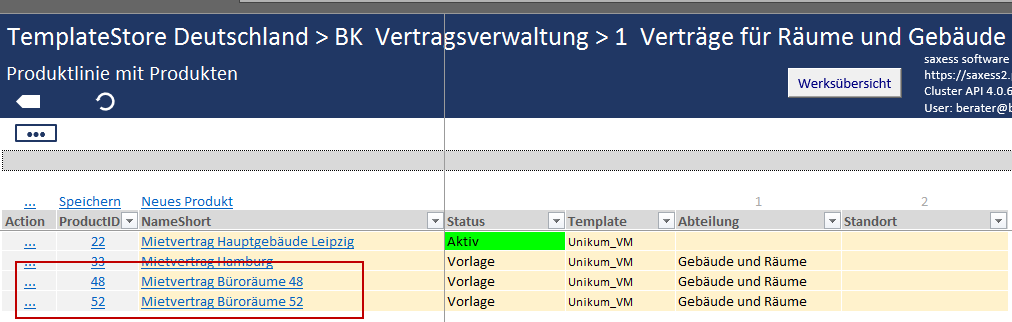 TemplateStore Deutschland > BK Vertragsverwaltung > 1 Verträge für Räume und Gebäude
saxess software
Produktlinie mit Produkten
Werksübersicht
https://saxess2.p
Cluster API 4.0.6
User: berater@b
...
... Speichern Neues Produkt 1 2
Action ProductID NameShort Status Template Abteilung Standort
... 22 Mietvertrag Hauptgebäude Leipzig Aktiv Unikum_VM
... 33 Mietvertrag Hamburg Vorlage Unikum_VM Gebäude und Räume
... 48 Mietvertrag Büroräume 48 Vorlage Unikum_VM Gebäude und Räume
... 52 Mietvertrag Büroräume 52 Vorlage Unikum_VM Gebäude und Räume